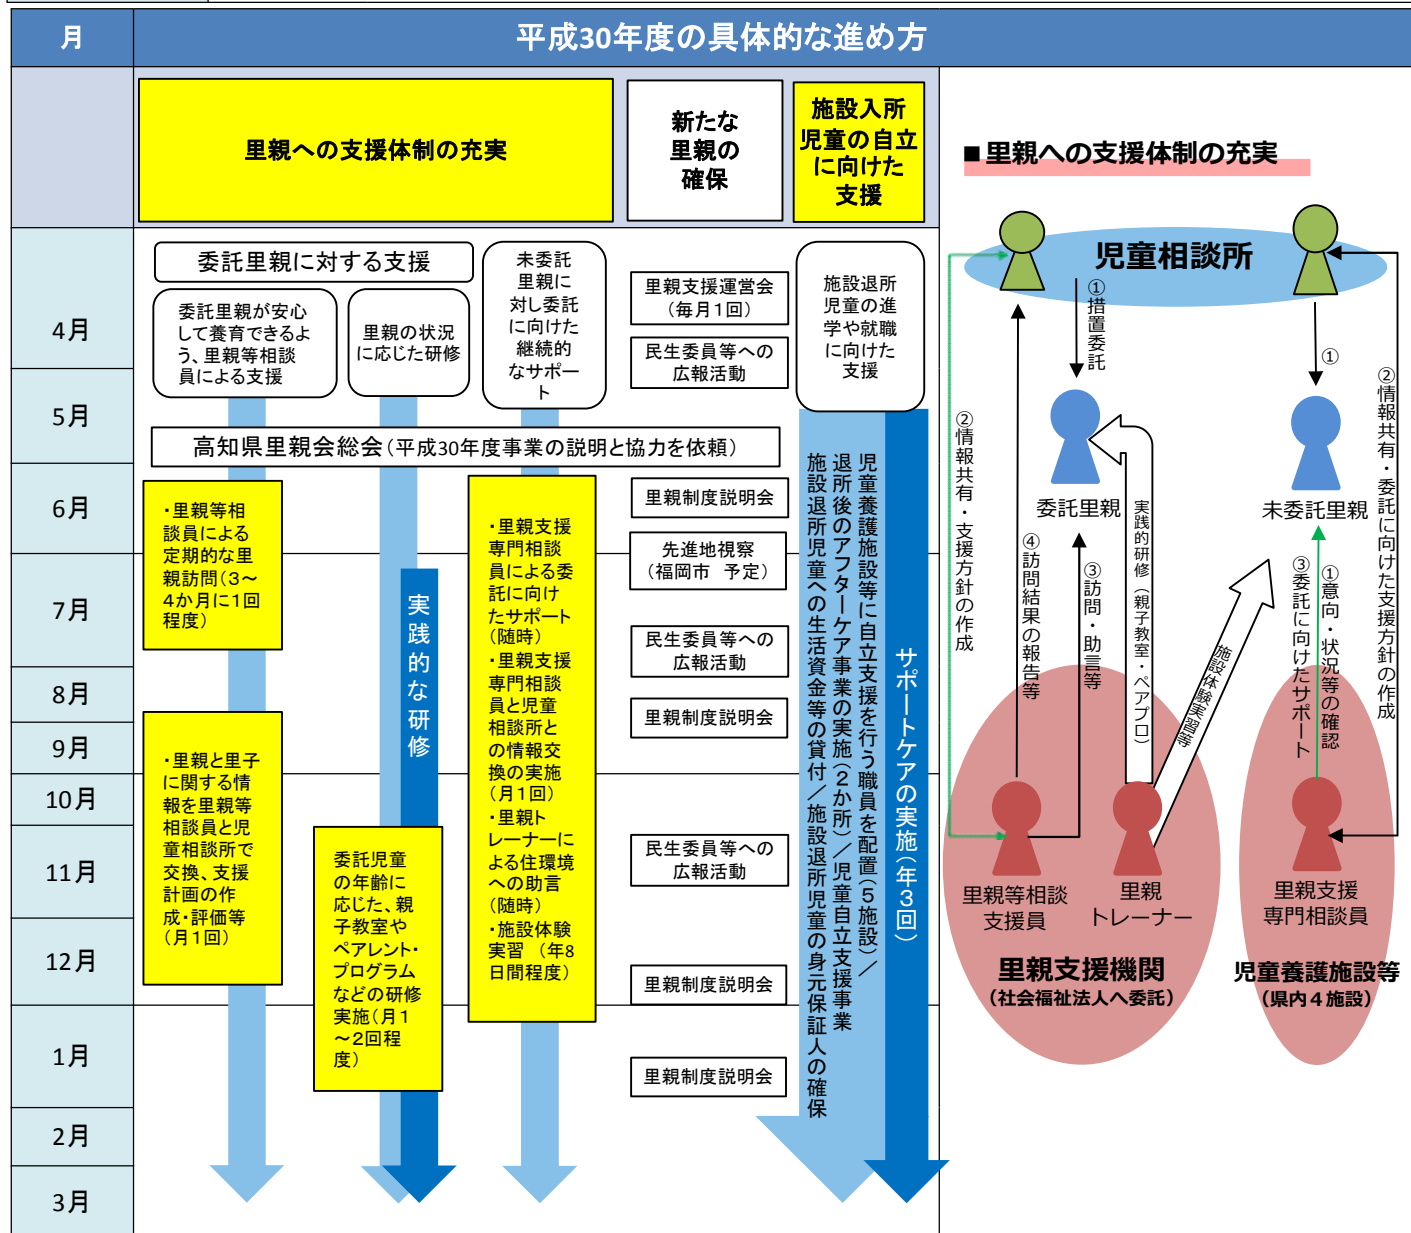 月
平成30年度の具体的な進め方
里親への支援体制の充実
新たな
里親の
確保
施設入所
児童の自立
に向けた
支援
4月
5月
6月
7月
8月
9月
10月
11月
12月
1月
2月
3月
委託里親に対する支援
委託里親が安心
して養育できるよ
う、里親等相談
員による支援
里親の状況
に応じた研修
未委託
里親に
対し委託
に向けた
継続的
なサポー
ト
里親支援運営会
(毎月1回)
民生委員等への
広報活動
施設退所
児童の進
学や就職
に向けた
支援
高知県里親会総会(平成30年度事業の説明と協力を依頼)
・里親等相
談員による
定期的な里
親訪問(3～
4か月に1回
程度)
・里親と里子
に関する情
報を里親等
相談員と児
童相談所で
交換、支援
計画の作
成・評価等
(月1回)
実践的な研修
委託児童
の年齢に
応じた、親
子教室や
ペアレント・
プログラム
などの研修
実施(月1
～2回程
度)
・里親支援
専門相談
員による委
託に向け
たサポート
(随時)
・里親支援
専門相談
員と児童
相談所と
の情報交
換の実施
(月1回)
・里親ト
レーナーに
よる住環境
への助言
(随時)
・施設体験
実習　(年8
日間程度)
里親制度説明会
先進地視察
(福岡市　予定)
民生委員等への
広報活動
里親制度説明会
民生委員等への
広報活動
里親制度説明会
里親制度説明会
児童養護施設等に自立支援を行う職員を配置(5施設)／
退所後のアフターケア事業の実施(2か所)／児童自立支援事業
施設退所児童への生活資金等の貸付／施設退所児童の身元保証人の確保
サポートケアの実施(年3回)
■里親への支援体制の充実
児童相談所
①措置委託
①
②情報共有・支援方針の作成
②情報共有・委託に向けた支援方針の作成
委託里親
未委託里親
④訪問結果の報告等
③訪問・助言等
実践的研修（親子教室・ペアプロ）
施設体験実習等
③委託に向けたサポート
①意向・状況等の確認
里親等相談
支援員
里親
トレーナー
里親支援
専門相談員
里親支援機関
(社会福祉法人へ委託)
児童養護施設等
(県内4施設)